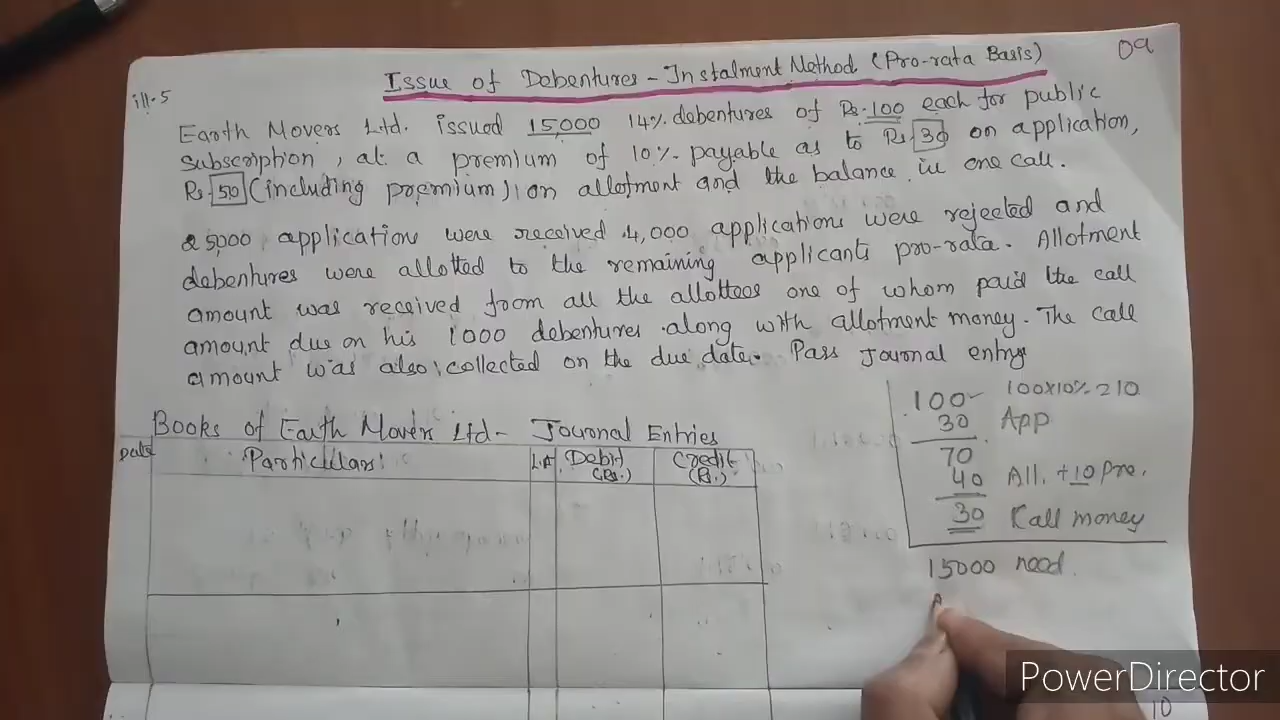 09
Issue of Debentures - Instalment Method (Pro-rata Basis)
ill.5
Earth Movers Ltd. issued 15,000 14% debentures of Rs.100 each for public
subscription, at a premium of 10% payable as to Rs 30 on application,
Rs.50 (including premium) on allotment and the balance in one call.
25000 applications were received 4,000 applications were rejected and
debentures were allotted to the remaining applicants pro-rata. Allotment
amount was received from all the allottees one of whom paid the call
amount due on his 1000 debentures along with allotment money. The call
amount was also collected on the due date. Pass Journal entry
100 100x10%=10
30 App
70
40 All. +10 pre.
30 Call money
15000 need.
Books of Earth Movers Ltd- Journal Entries
Date Particulars L.F Debit (Rs.) Credit (Rs.)
PowerDirector
10